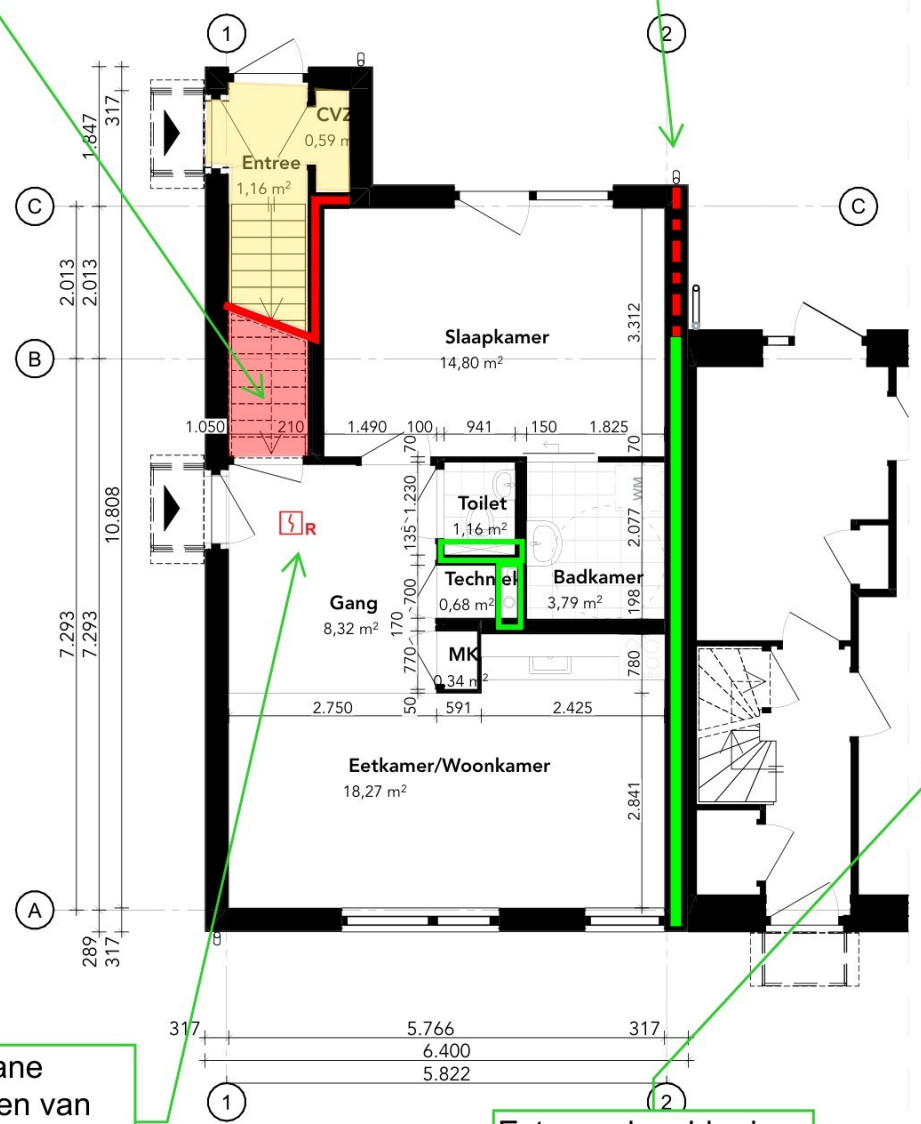 1
2
317
1.847
CVZ
0,59 m
Entree
1,16 m²
C
C
2.013
2.013
3.312
Slaapkamer
14,80 m²
B
1.050
210
1.490
100
941
150
1.825
70
70
10.808
1.230
WM
Toilet
1,16 m²
135
2.077
R
Techniek
0,68 m²
Badkamer
3,79 m²
700
198
Gang
8,32 m²
7.293
7.293
170
MK
0,34 m²
770
780
50
2.750
591
2.425
Eetkamer/Woonkamer
18,27 m²
2.841
A
289
317
317
5.766
317
ane
6.400
en van
5.822
1
2